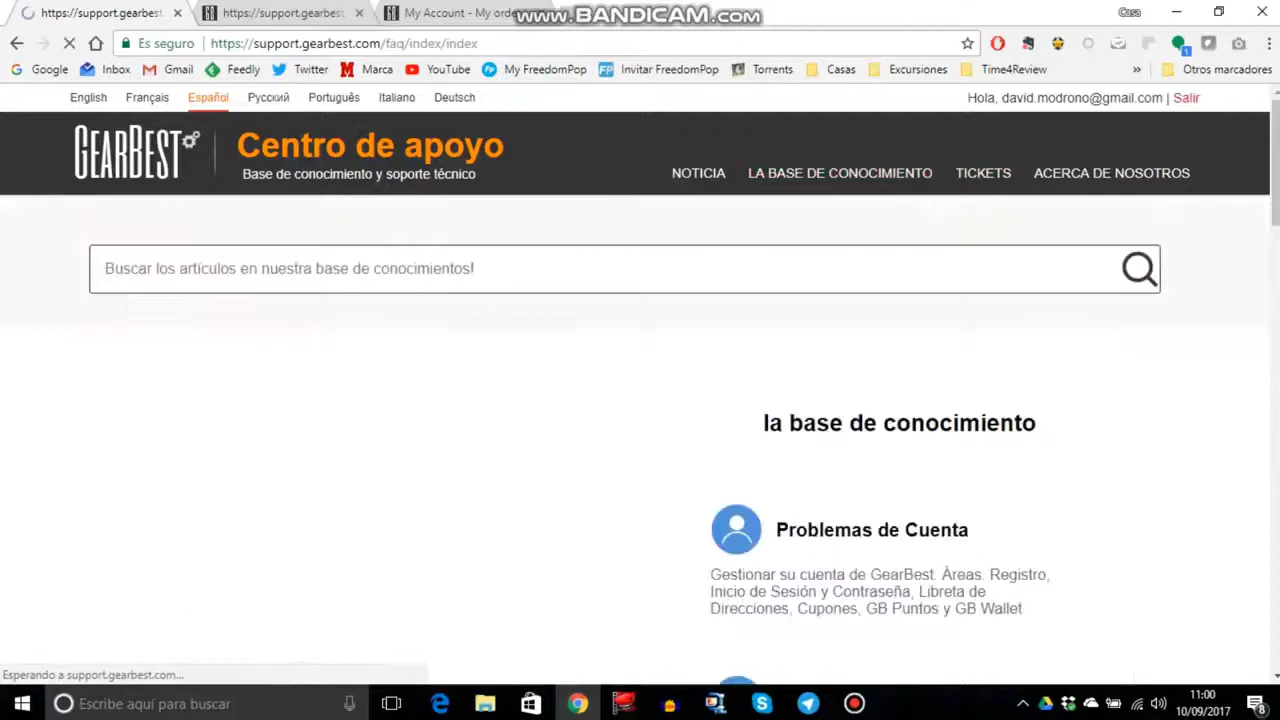 https://support.gearbest.
https://support.gearbest
My Account - My orde
www.BANDICAM.com
Casa
Es seguro
https://support.gearbest.com/faq/index/index
Google
Inbox
Gmail
Feedly
Twitter
Marca
YouTube
My FreedomPop
Invitar FreedomPop
Torrents
Casas
Excursiones
Time4Review
»
Otros marcadores
English
Français
Español
Русский
Português
Italiano
Deutsch
Hola, david.modrono@gmail.com | Salir
GEARBEST
Centro de apoyo
Base de conocimiento y soporte técnico
NOTICIA
LA BASE DE CONOCIMIENTO
TICKETS
ACERCA DE NOSOTROS
Buscar los artículos en nuestra base de conocimientos!
la base de conocimiento
Problemas de Cuenta
Gestionar su cuenta de GearBest. Áreas. Registro,
Inicio de Sesión y Contraseña, Libreta de
Direcciones, Cupones, GB Puntos y GB Wallet
Esperando a support.gearbest.com...
Escribe aquí para buscar
11:00
10/09/2017
8